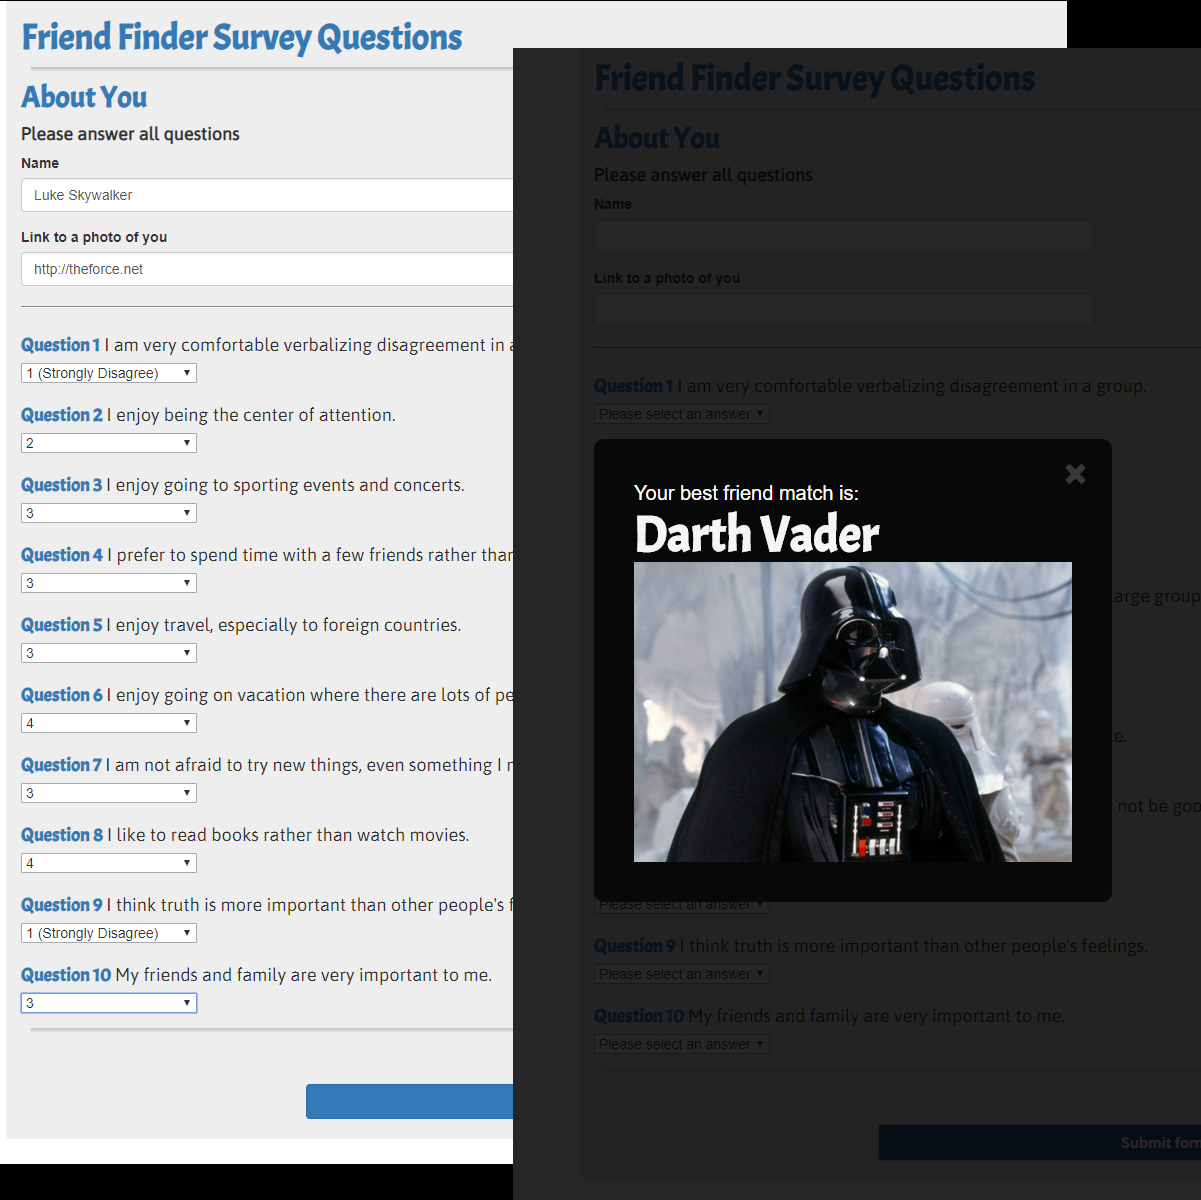 Friend Finder Survey Questions
About You
Please answer all questions
Name
Luke Skywalker
Link to a photo of you
http://theforce.net
Question 1 I am very comfortable verbalizing disagreement in
1 (Strongly Disagree)
Question 2 I enjoy being the center of attention.
2
Question 3 I enjoy going to sporting events and concerts.
3
Question 4 I prefer to spend time with a few friends rather than
3
Question 5 I enjoy travel, especially to foreign countries.
3
Question 6 I enjoy going on vacation where there are lots of pe
4
Question 7 I am not afraid to try new things, even something I
3
Question 8 I like to read books rather than watch movies.
4
Question 9 I think truth is more important than other people's
1 (Strongly Disagree)
Question 10 My friends and family are very important to me.
3
Friend Finder Survey Questions
About You
Please answer all questions
Name
Link to a photo of you
Question 1 I am very comfortable verbalizing disagreement in a group.
Please select an answer
Your best friend match is:
Darth Vader
large group
e.
not be goo
Please select an answer
Question 9 I think truth is more important than other people's feelings.
Please select an answer
Question 10 My friends and family are very important to me.
Please select an answer
Submit for